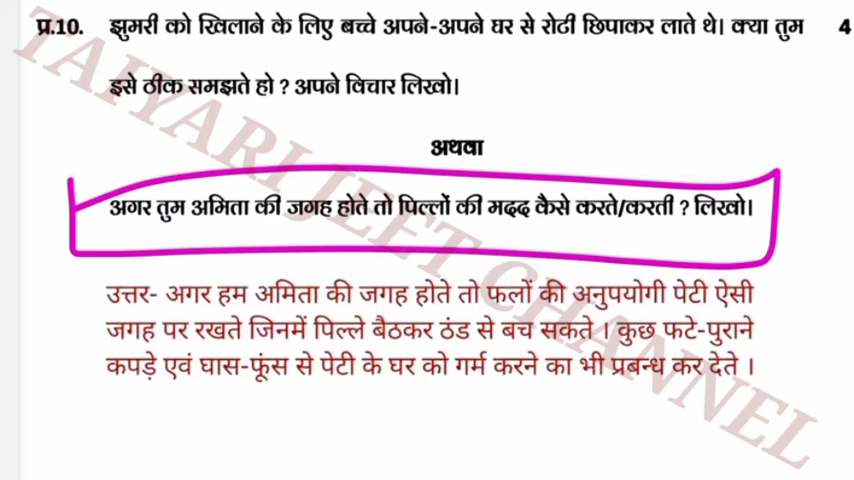 प्र.10. झुमरी को खिलाने के लिए बच्चे अपने-अपने घर से रोटी छिपाकर लाते थे। क्या तुम 4
इसे ठीक समझते हो ? अपने विचार लिखो।
अथवा
अगर तुम अमिता की जगह होते तो पिल्लों की मदद कैसे करते/करती ? लिखो।
उत्तर- अगर हम अमिता की जगह होते तो फलों की अनुपयोगी पेटी ऐसी
जगह पर रखते जिनमें पिल्ले बैठकर ठंड से बच सकते । कुछ फटे-पुराने
कपड़े एवं घास-फूंस से पेटी के घर को गर्म करने का भी प्रबन्ध कर देते ।
TAIYARI JEET CHANNEL